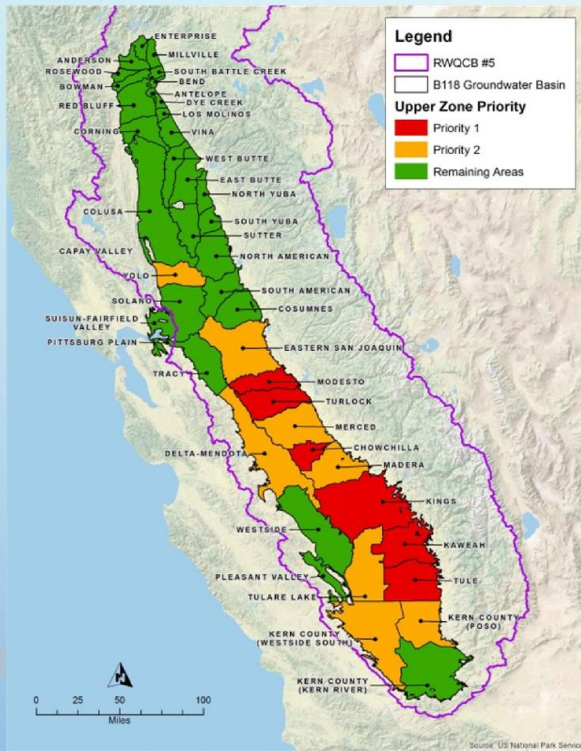 Legend
RWQCB #5
B118 Groundwater Basin
Upper Zone Priority
Priority 1
Priority 2
Remaining Areas
ENTERPRISE
MILLVILLE
ANDERSON
ROSEWOOD
SOUTH BATTLE CREEK
BEND
BOWMAN
ANTELOPE
DYE CREEK
RED BLUFF
LOS MOLINOS
CORNING
VINA
WEST BUTTE
EAST BUTTE
NORTH YUBA
COLUSA
SOUTH YUBA
SUTTER
CAPAY VALLEY
NORTH AMERICAN
YOLO
SOUTH AMERICAN
SOLANO
COSUMNES
SUISUN-FAIRFIELD
VALLEY
PITTSBURG PLAIN
EASTERN SAN JOAQUIN
TRACY
MODESTO
TURLOCK
MERCED
CHOWCHILLA
DELTA-MENDOTA
MADERA
KINGS
WESTSIDE
KAWEAH
PLEASANT VALLEY
TULE
TULARE LAKE
KERN COUNTY
(POSO)
KERN COUNTY
(WESTSIDE SOUTH)
KERN COUNTY
(KERN RIVER)
N
0 50 100
Miles
Source: US National Park Service